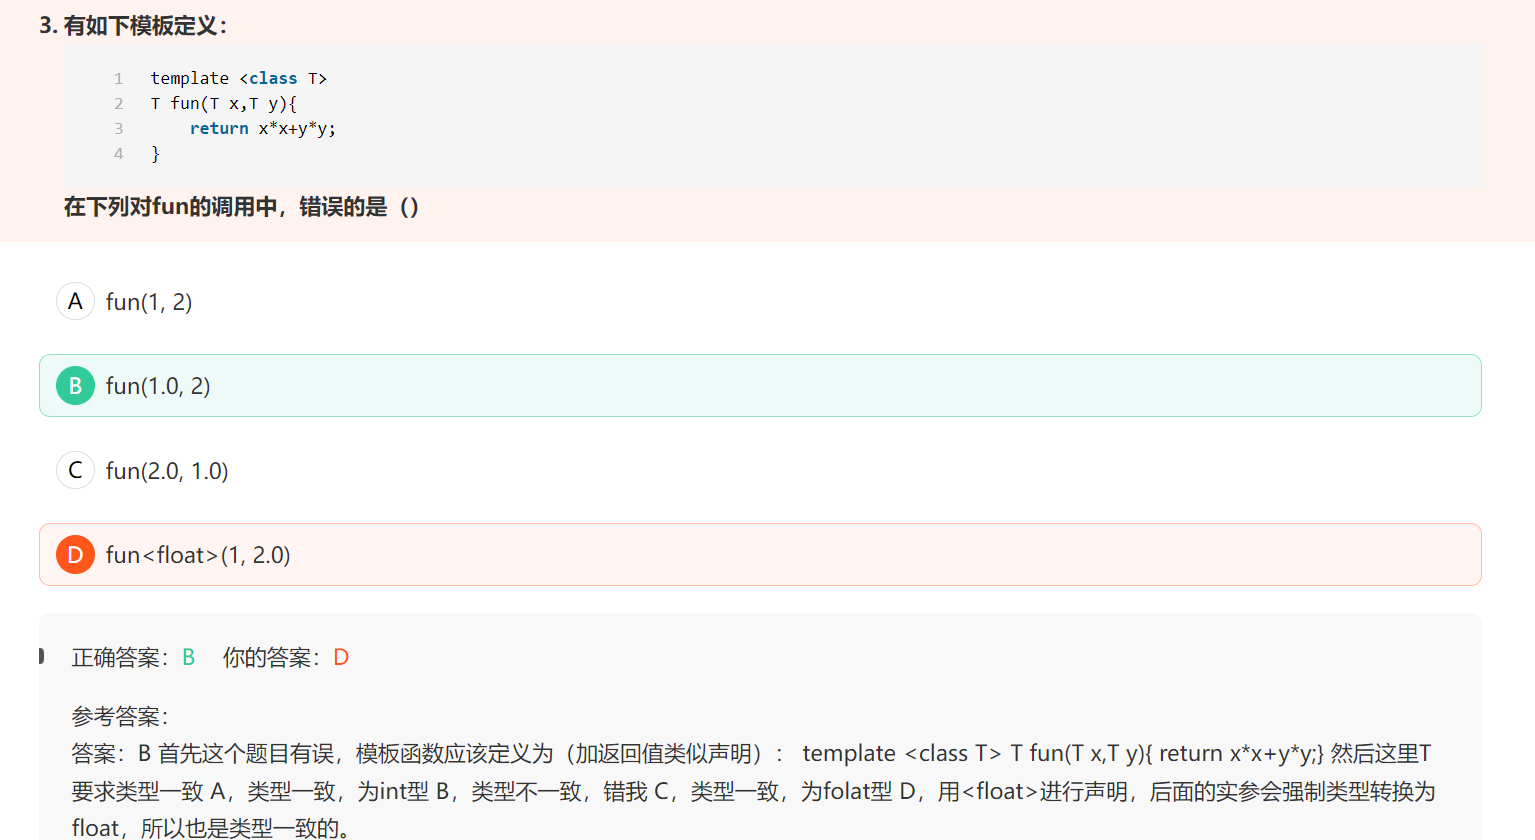 3. 有如下模板定义：
1 template <class T>
2 T fun(T x,T y){
3     return x*x+y*y;
4 }
在下列对fun的调用中，错误的是（）
A fun(1, 2)
B fun(1.0, 2)
C fun(2.0, 1.0)
D fun<float>(1, 2.0)
正确答案：B 你的答案：D
参考答案：
答案：B 首先这个题目有误，模板函数应该定义为（加返回值类似声明）： template <class T> T fun(T x,T y){ return x*x+y*y;} 然后这里T
要求类型一致 A，类型一致，为int型 B，类型不一致，错我 C，类型一致，为folat型 D，用<float>进行声明，后面的实参会强制类型转换为
float，所以也是类型一致的。